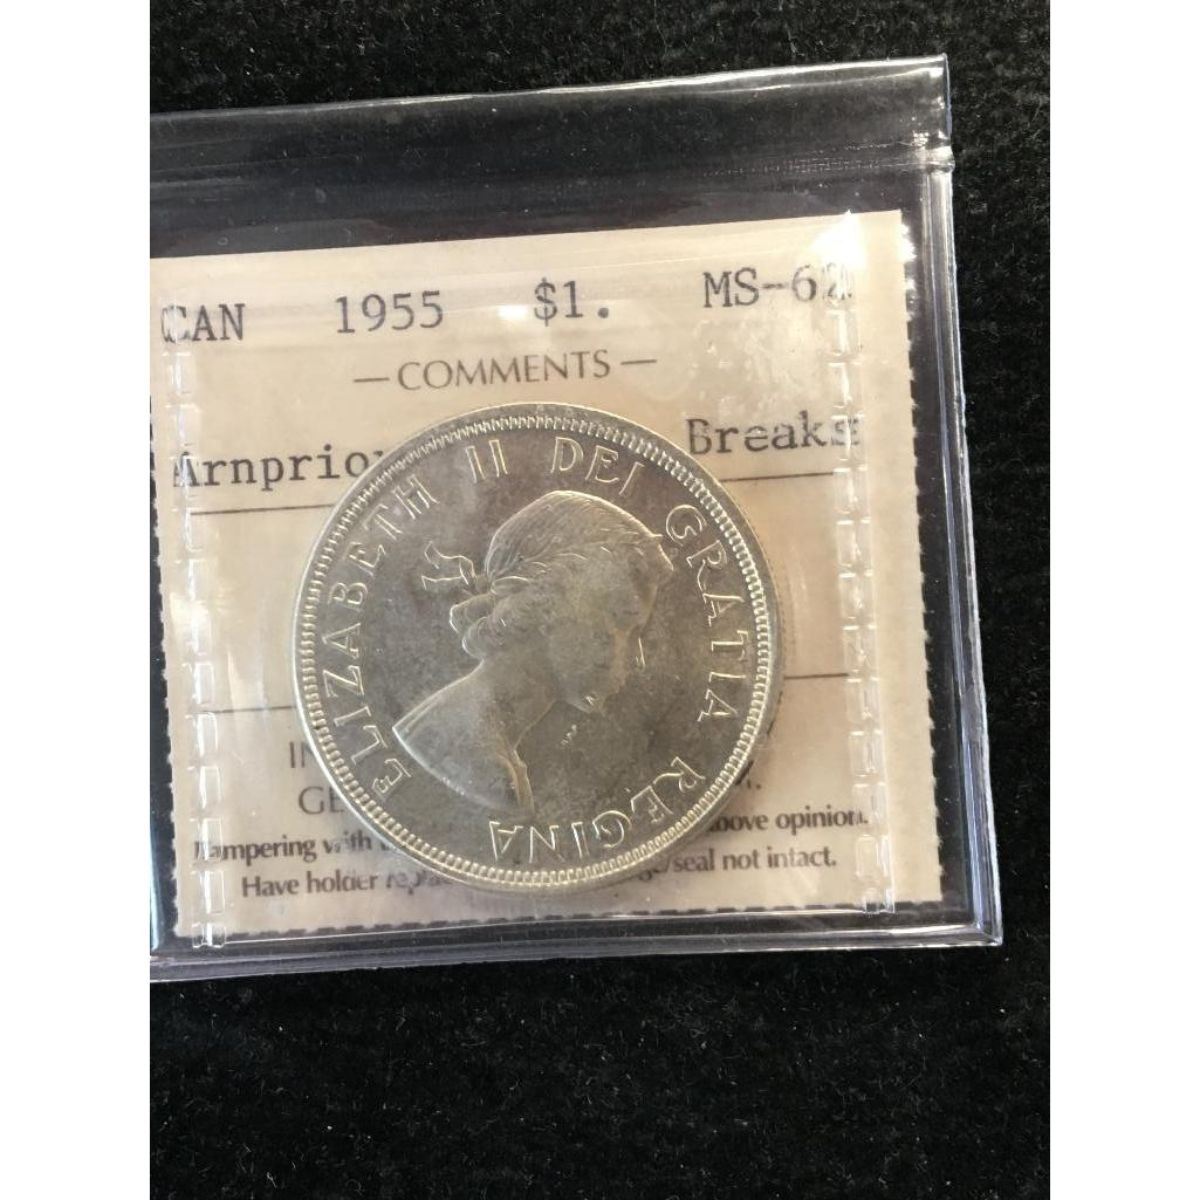 CAN 1955 $1. MS-62
— COMMENTS —
Arnprior Breaks
ELIZABETH II DEI GRATIA REGINA
Tampering with above opinion.
Have holder seal not intact.